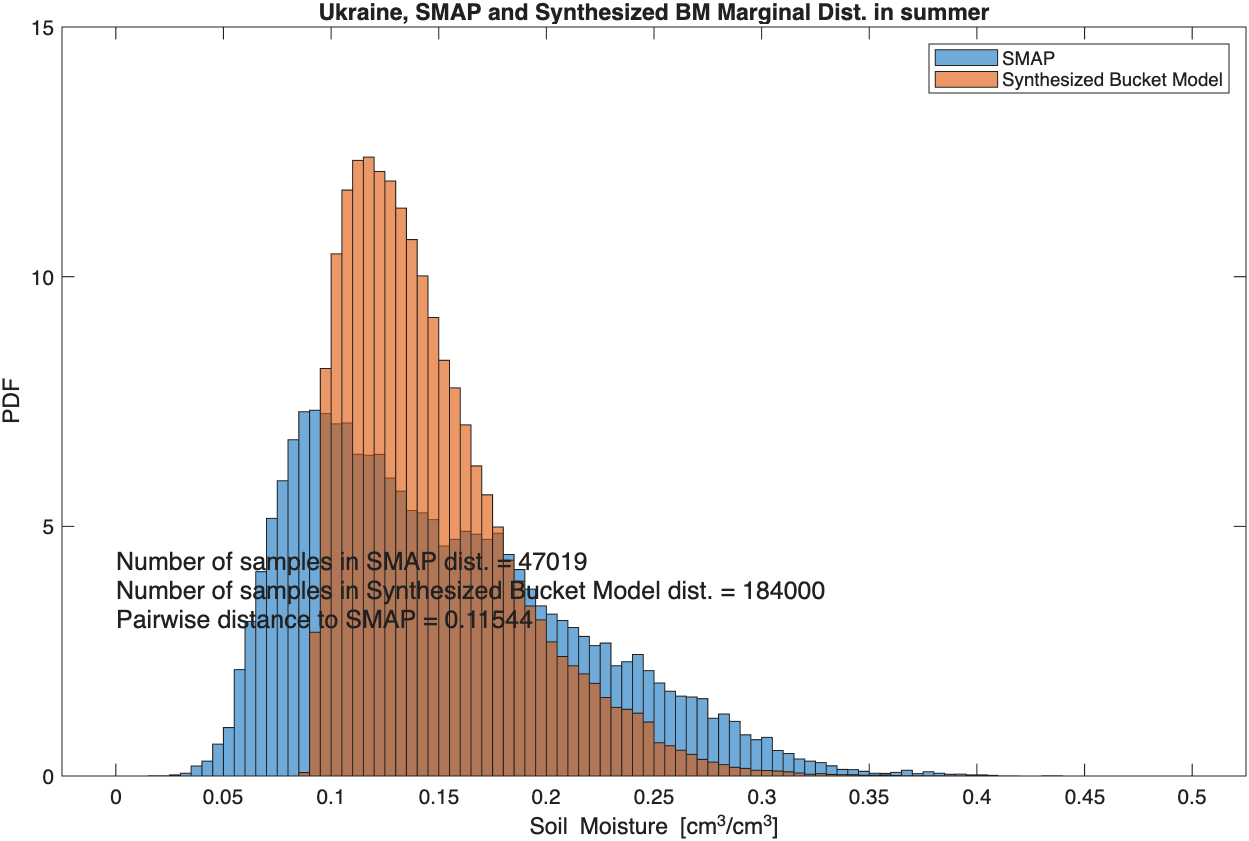 Ukraine, SMAP and Synthesized BM Marginal Dist. in summer
15
SMAP
Synthesized Bucket Model
10
PDF
5
Number of samples in SMAP dist. = 47019
Number of samples in Synthesized Bucket Model dist. = 184000
Pairwise distance to SMAP = 0.11544
0
0 0.05 0.1 0.15 0.2 0.25 0.3 0.35 0.4 0.45 0.5
Soil Moisture [cm³/cm³]